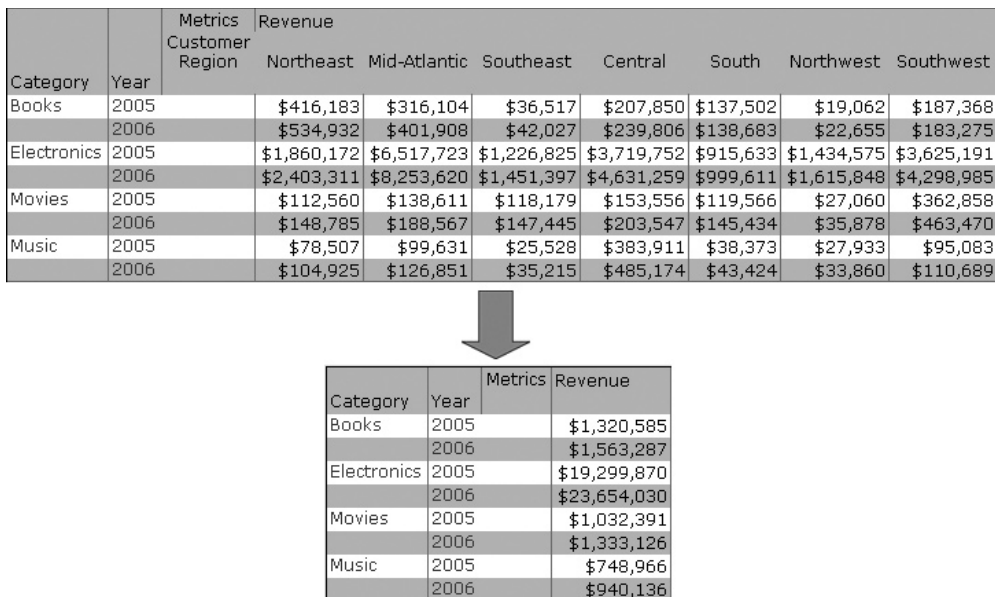 Metrics Revenue
Customer
Region Northeast Mid-Atlantic Southeast Central South Northwest Southwest
Category Year
Books 2005 $416,183 $316,104 $36,517 $207,850 $137,502 $19,062 $187,368
2006 $534,932 $401,908 $42,027 $239,806 $138,683 $22,655 $183,275
Electronics 2005 $1,860,172 $6,517,723 $1,226,825 $3,719,752 $915,633 $1,434,575 $3,625,191
2006 $2,403,311 $8,253,620 $1,451,397 $4,631,259 $999,611 $1,615,848 $4,298,985
Movies 2005 $112,560 $138,611 $118,179 $153,556 $119,566 $27,060 $362,858
2006 $148,785 $188,567 $147,445 $203,547 $145,434 $35,878 $463,470
Music 2005 $78,507 $99,631 $25,528 $383,911 $38,373 $27,933 $95,083
2006 $104,925 $126,851 $35,215 $485,174 $43,424 $33,860 $110,689
Metrics Revenue
Category Year
Books 2005 $1,320,585
2006 $1,563,287
Electronics 2005 $19,299,870
2006 $23,654,030
Movies 2005 $1,032,391
2006 $1,333,126
Music 2005 $748,966
2006 $940,136